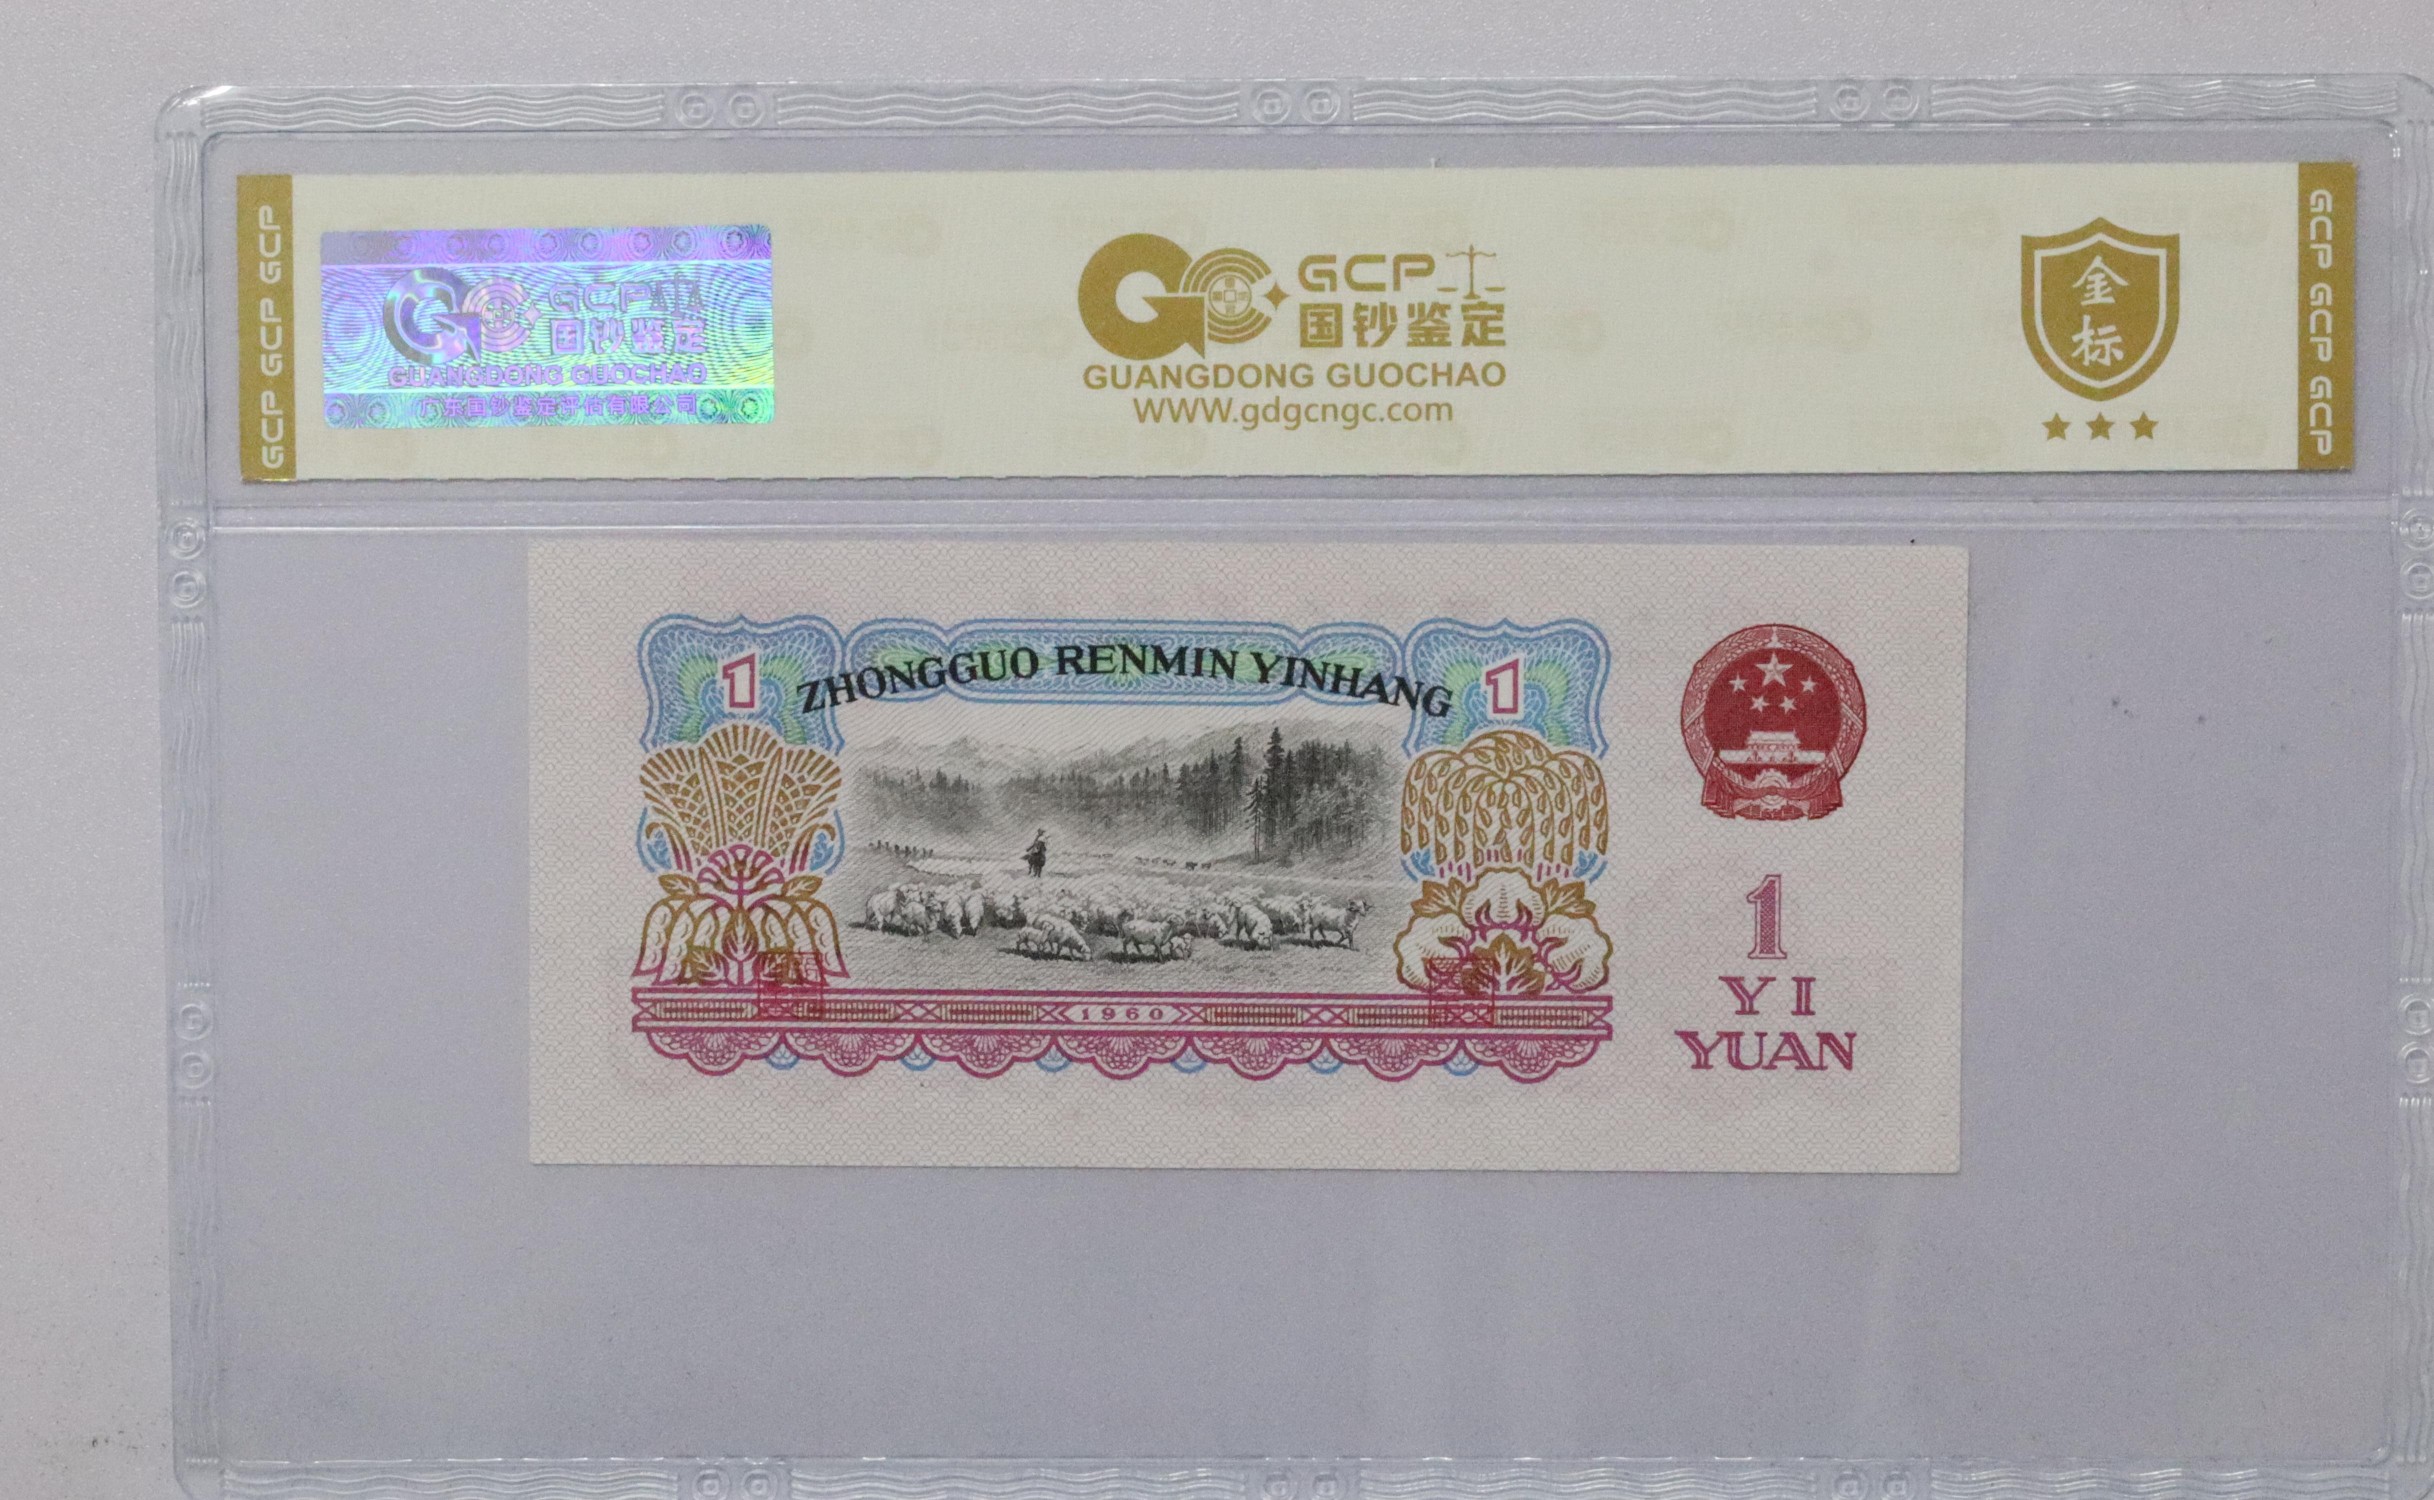 GCP GCP GCP
GCP
国钞鉴定
GUANGDONG GUOCHAO
广东国钞鉴定评估有限公司
GCP
国钞鉴定
GUANGDONG GUOCHAO
WWW.gdgcngc.com
金
标
GCP GCP GCP
1
ZHONGGUO RENMIN YINHANG
1
1
YI
YUAN
1960